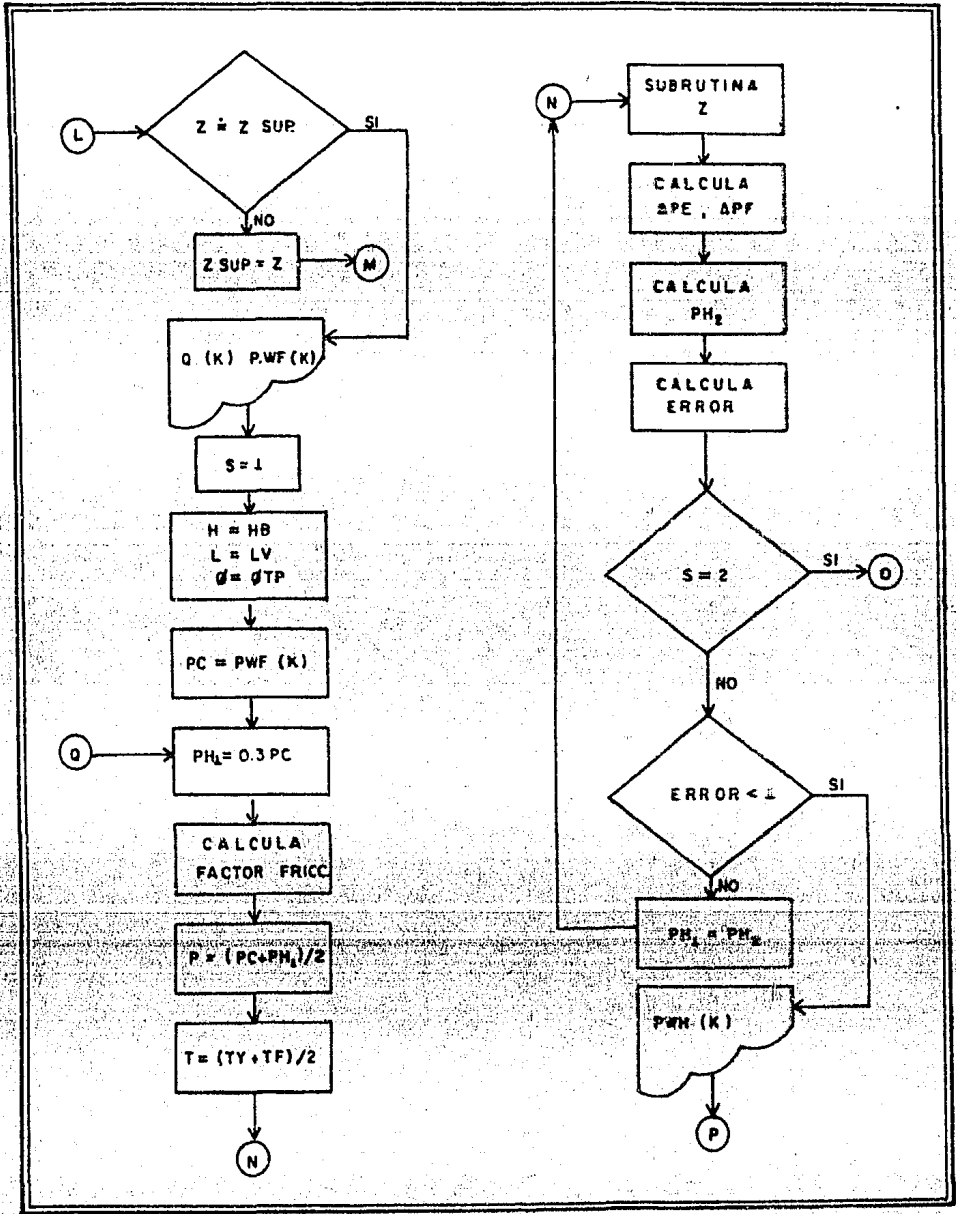 L
Z ≐ Z SUP.
SI
NO
Z SUP = Z
M
Q (K) P.WF(K)
S = 1
H = HB
L = LV
Ø = ØTP
PC = PWF (K)
Q
PH₁ = 0.3 PC
CALCULA
FACTOR FRICC.
P = (PC+PH₁)/2
T = (TY + TF)/2
N
N
SUBRUTINA
Z
CALCULA
ΔPE, ΔPF
CALCULA
PH₂
CALCULA
ERROR
S = 2
SI
O
NO
ERROR < 1
SI
NO
PH₁ = PH₂
PWH (K)
P